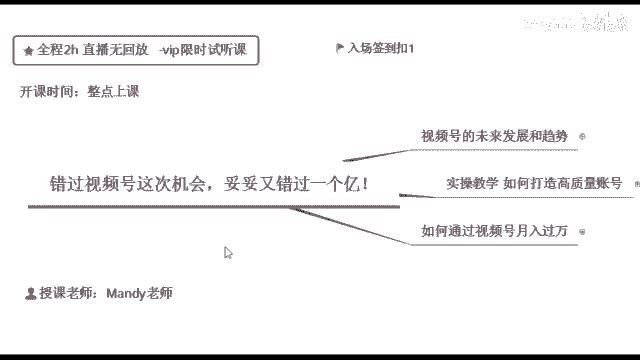 全程2h 直播无回放 -vip限时试听课
入场签到扣1
开课时间：整点上课
视频号的未来发展和趋势
错过视频号这次机会，妥妥又错过一个亿！
实操教学 如何打造高质量账号
如何通过视频号月入过万
授课老师：Mandy老师